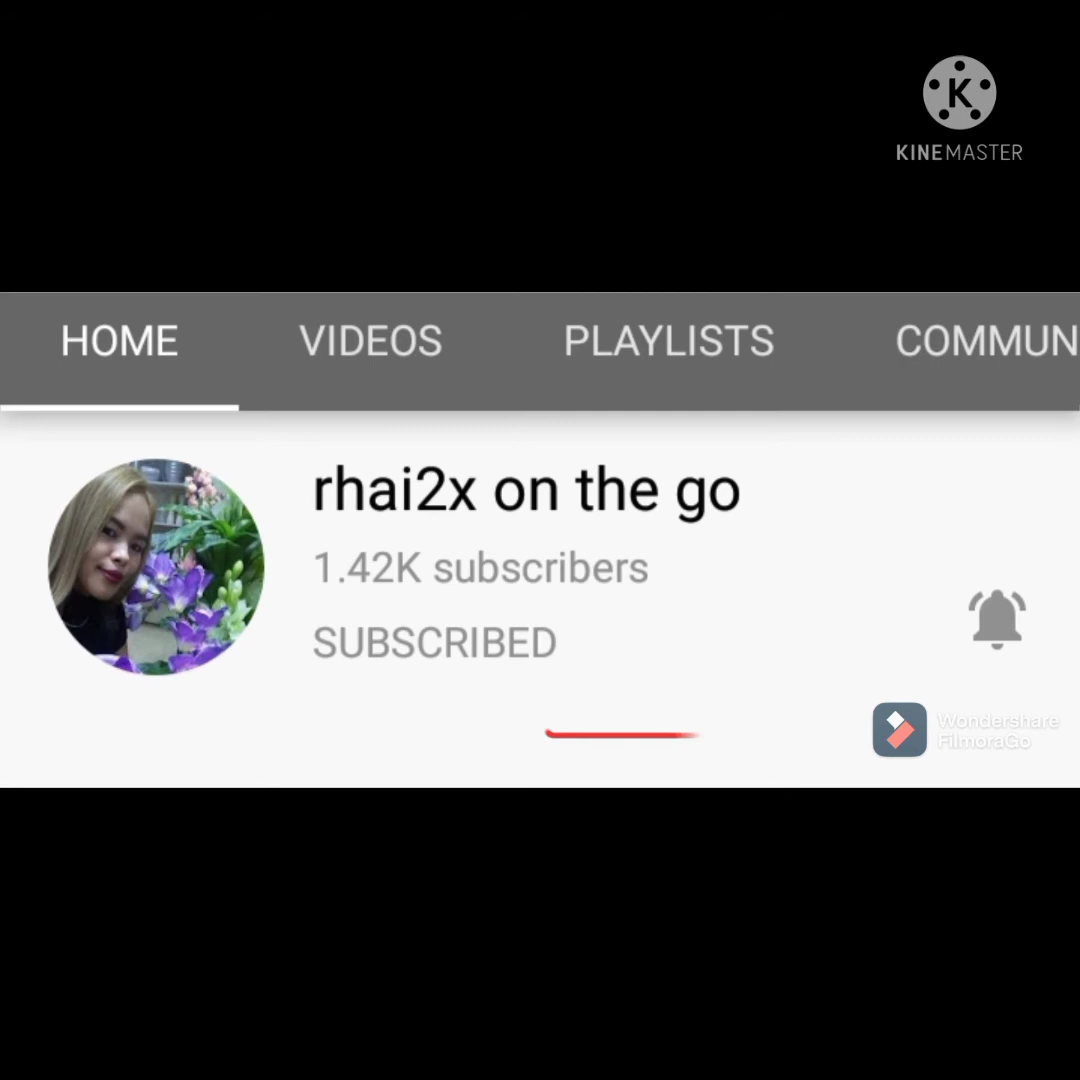 K
KINEMASTER
HOME VIDEOS PLAYLISTS COMMUN
rhai2x on the go
1.42K subscribers
SUBSCRIBED
Wondershare
FilmoraGo